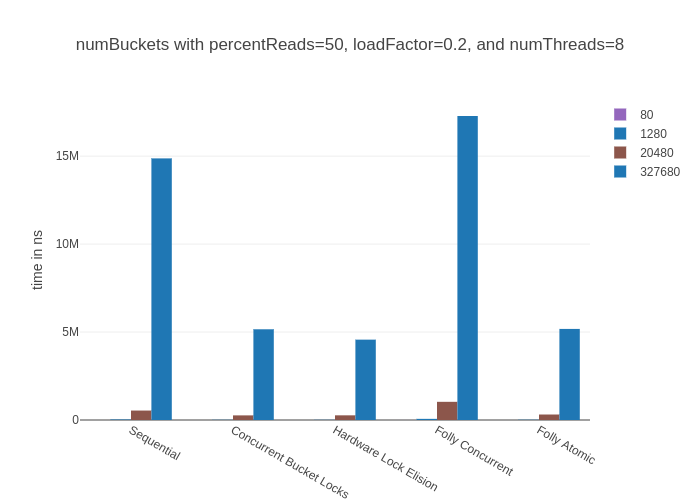 numBuckets with percentReads=50, loadFactor=0.2, and numThreads=8
80
1280
20480
327680
15M
10M
5M
0
time in ns
Sequential
Concurrent Bucket Locks
Hardware Lock Elision
Folly Concurrent
Folly Atomic